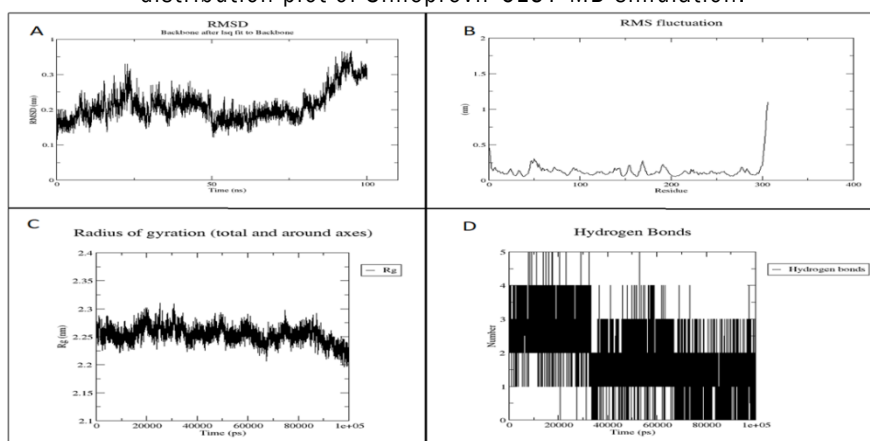 distribution plot of MD simulation.
A
RMSD
Backbone after lsq fit to Backbone
RMSD (nm)
0.4
0.3
0.2
0.1
0
0 50 100
Time (ns)
B
RMS fluctuation
(nm)
2
1.5
1
0.5
0
0 100 200 300 400
Residue
C
Radius of gyration (total and around axes)
Rg (nm)
2.4
2.35
2.3
2.25
2.2
2.15
2.1
0 20000 40000 60000 80000 1e+05
Time (ps)
Rg
D
Hydrogen Bonds
Number
5
4
3
2
1
0
0 20000 40000 60000 80000 1e+05
Time (ps)
Hydrogen bonds